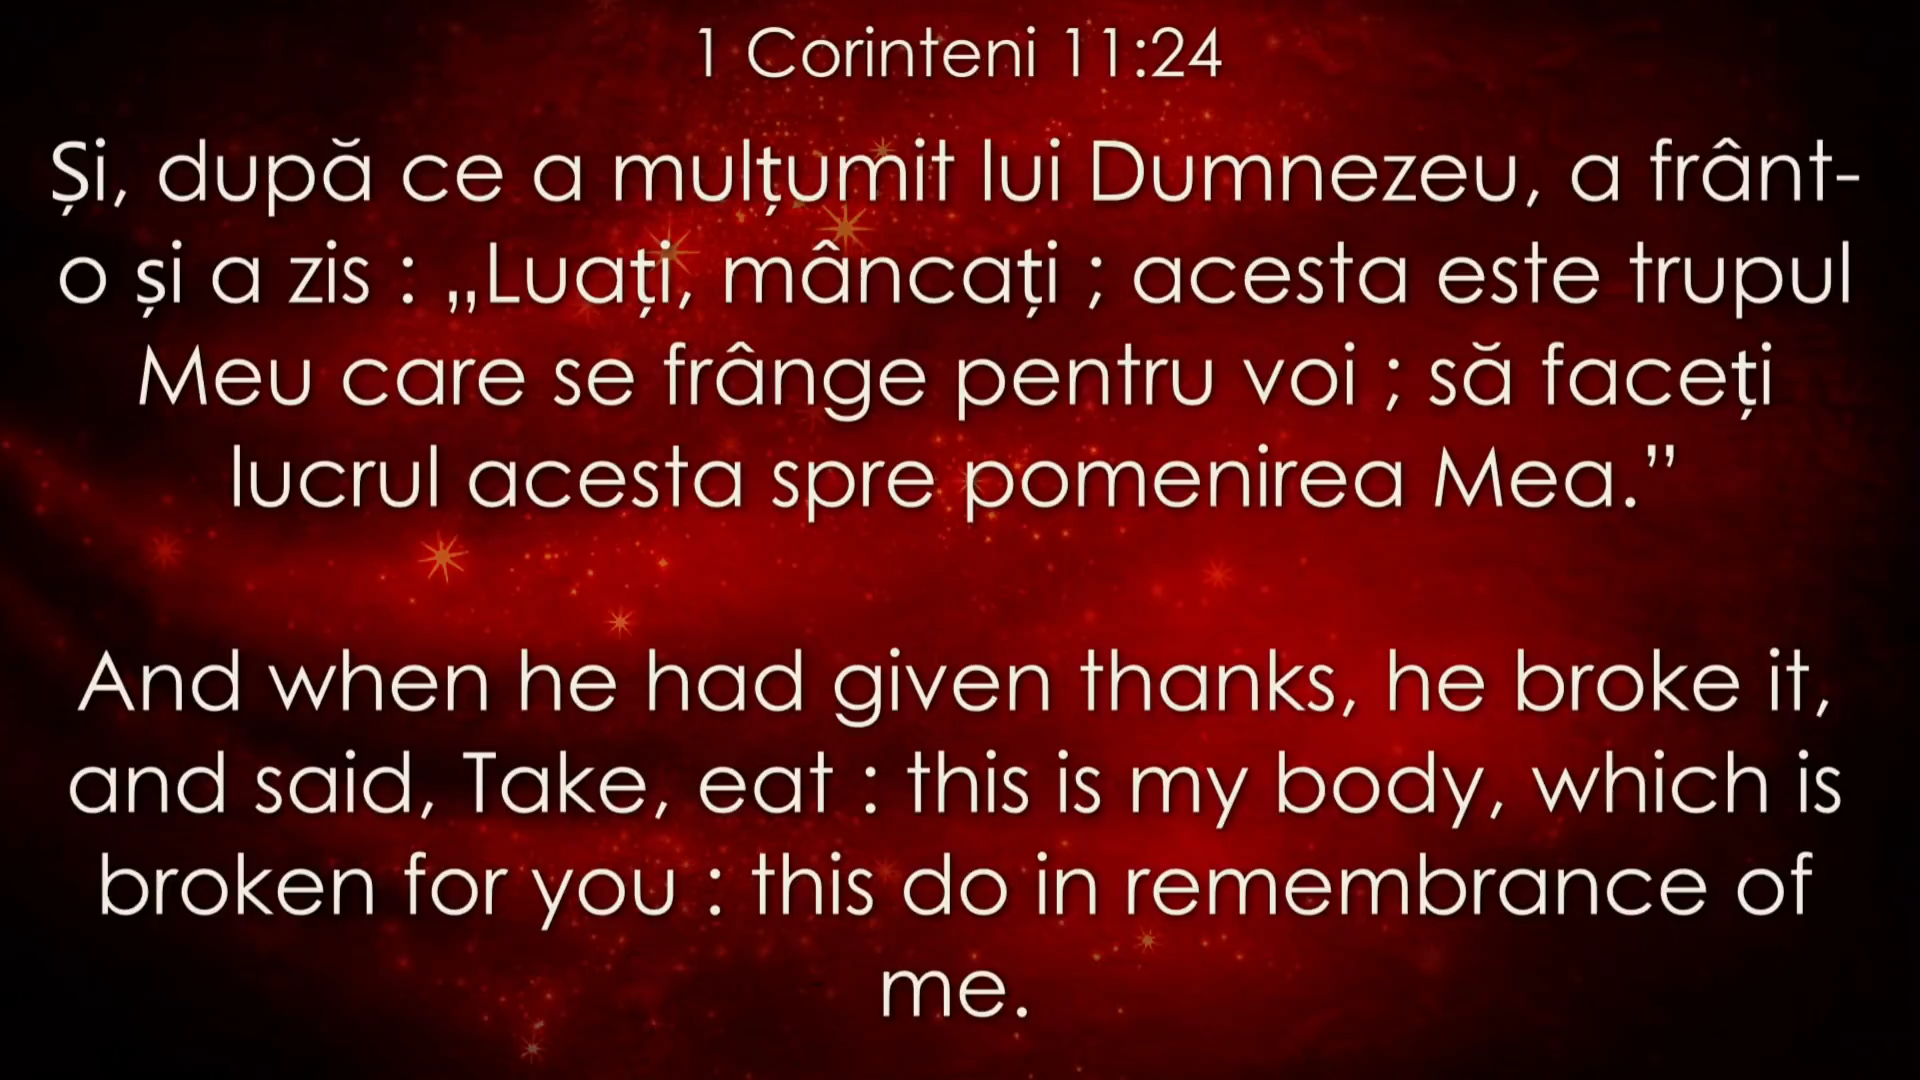 1 Corinteni 11:24
Și, după ce a mulțumit lui Dumnezeu, a frânt-
o și a zis : „Luați, mâncați ; acesta este trupul
Meu care se frânge pentru voi ; să faceți
lucrul acesta spre pomenirea Mea.”
And when he had given thanks, he broke it,
and said, Take, eat : this is my body, which is
broken for you : this do in remembrance of
me.